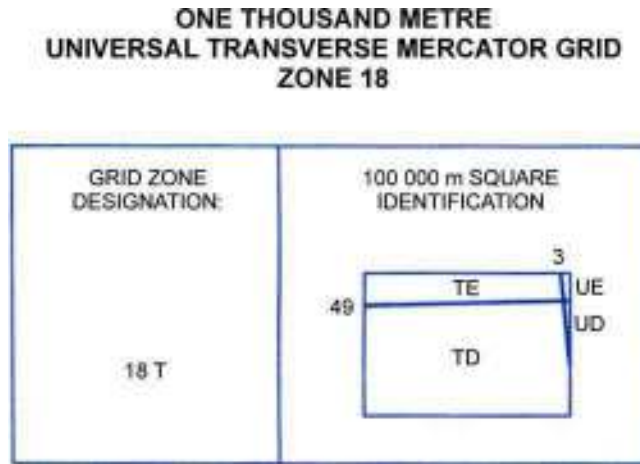 ONE THOUSAND METRE
UNIVERSAL TRANSVERSE MERCATOR GRID
ZONE 18
GRID ZONE
DESIGNATION:
18 T
100 000 m SQUARE
IDENTIFICATION
3
TE
UE
49
UD
TD